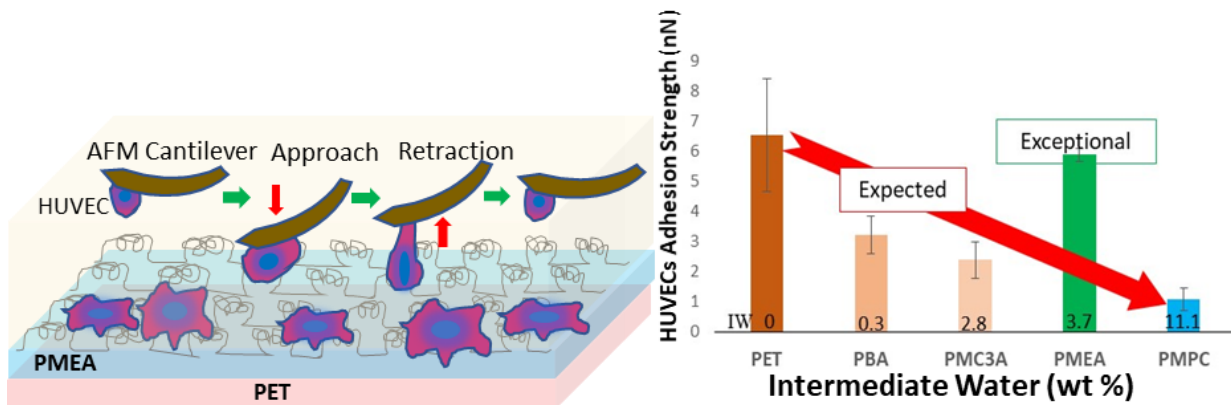 AFM Cantilever Approach Retraction
HUVEC
PMEA
PET
HUVECs Adhesion Strength (nN)
9
8
7
6
5
4
3
2
1
0
Exceptional
Expected
IW 0 0.3 2.8 3.7 11.1
PET PBA PMC3A PMEA PMPC
Intermediate Water (wt %)